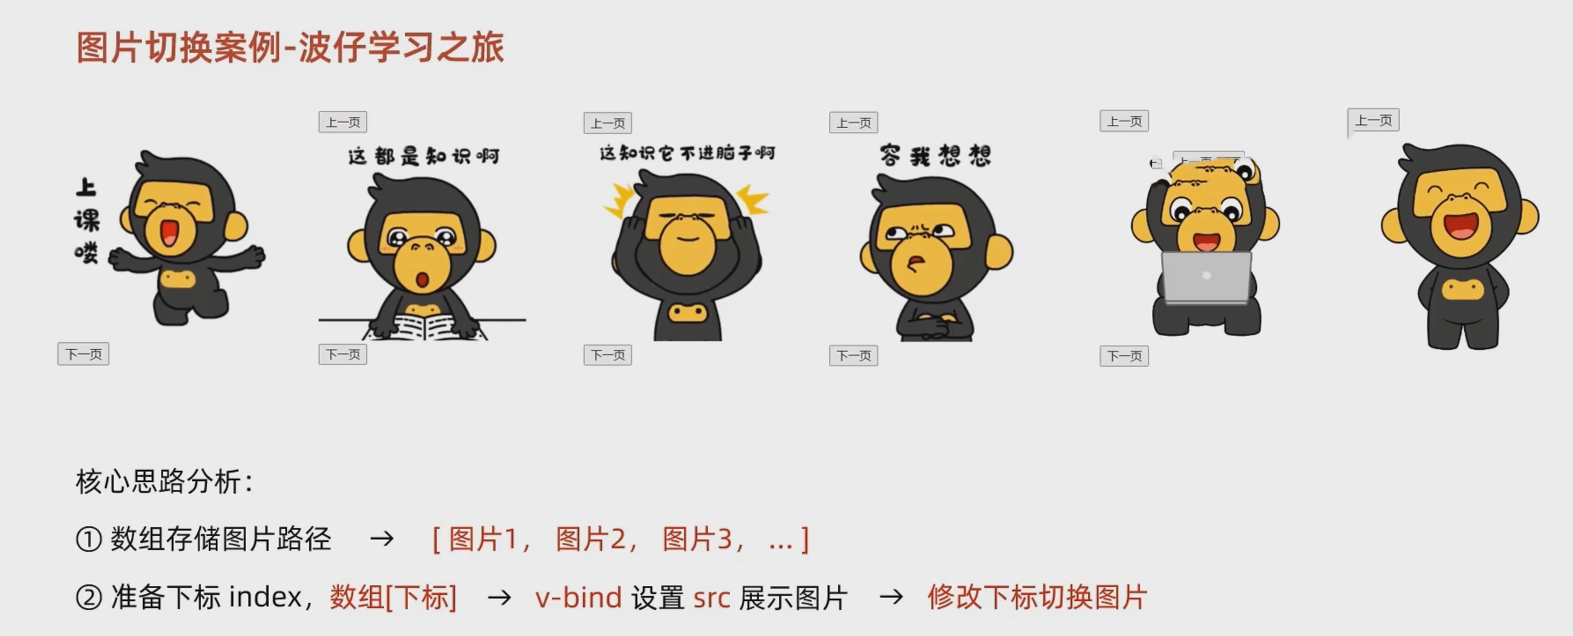 图片切换案例-波仔学习之旅
上课喽
下一页
上一页
这都是知识啊
下一页
上一页
这知识它不进脑子啊
下一页
上一页
容我想想
下一页
上一页
上一页
下一页
上一页
核心思路分析：
① 数组存储图片路径 → [ 图片1， 图片2， 图片3， ... ]
② 准备下标 index，数组[下标] → v-bind 设置 src 展示图片 → 修改下标切换图片